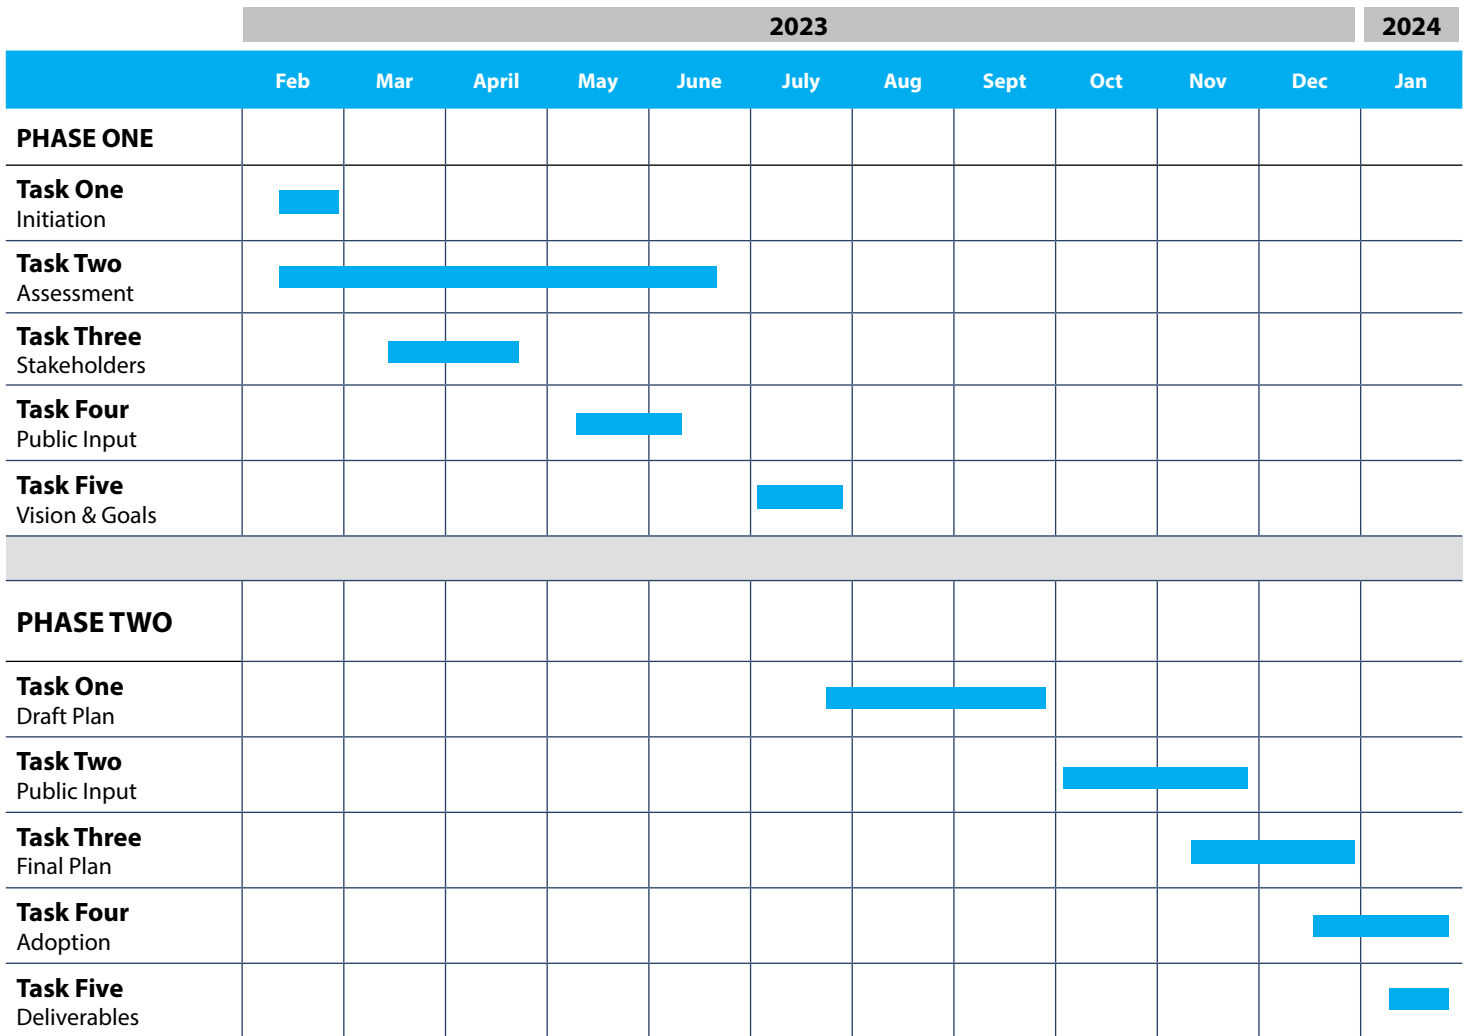 2023 2024
Feb Mar April May June July Aug Sept Oct Nov Dec Jan
PHASE ONE
Task One
Initiation
Task Two
Assessment
Task Three
Stakeholders
Task Four
Public Input
Task Five
Vision & Goals
PHASE TWO
Task One
Draft Plan
Task Two
Public Input
Task Three
Final Plan
Task Four
Adoption
Task Five
Deliverables